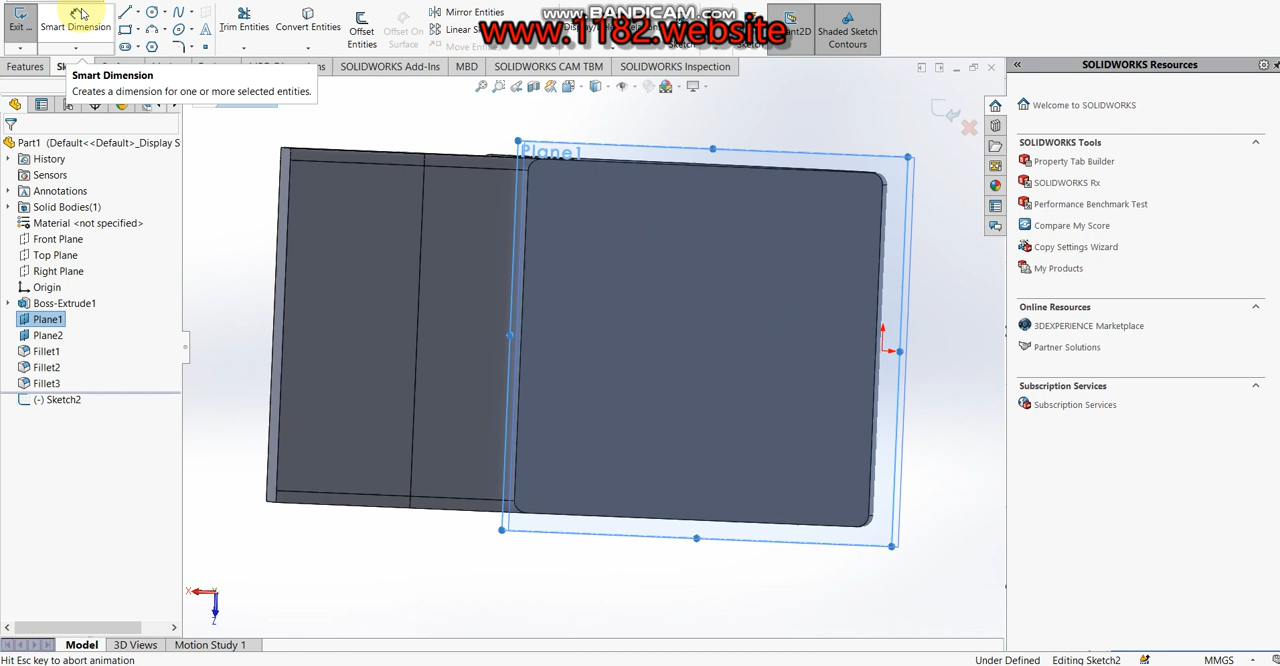 Exit ...
Smart Dimension
Trim Entities
Convert Entities
Offset Entities
Offset On Surface
Mirror Entities
Linear
Move Entities
www.BANDICAM.com
www.1182.website
Shaded Sketch Contours
Features
SOLIDWORKS Add-Ins
MBD
SOLIDWORKS CAM TBM
SOLIDWORKS Inspection
Smart Dimension
Creates a dimension for one or more selected entities.
Part1 (Default<<Default>_Display S
History
Sensors
Annotations
Solid Bodies(1)
Material <not specified>
Front Plane
Top Plane
Right Plane
Origin
Boss-Extrude1
Plane1
Plane2
Fillet1
Fillet2
Fillet3
(-) Sketch2
Plane1
X
Z
SOLIDWORKS Resources
Welcome to SOLIDWORKS
SOLIDWORKS Tools
Property Tab Builder
SOLIDWORKS Rx
Performance Benchmark Test
Compare My Score
Copy Settings Wizard
My Products
Online Resources
3DEXPERIENCE Marketplace
Partner Solutions
Subscription Services
Subscription Services
Model
3D Views
Motion Study 1
Hit Esc key to abort animation
Under Defined
Editing Sketch2
MMGS